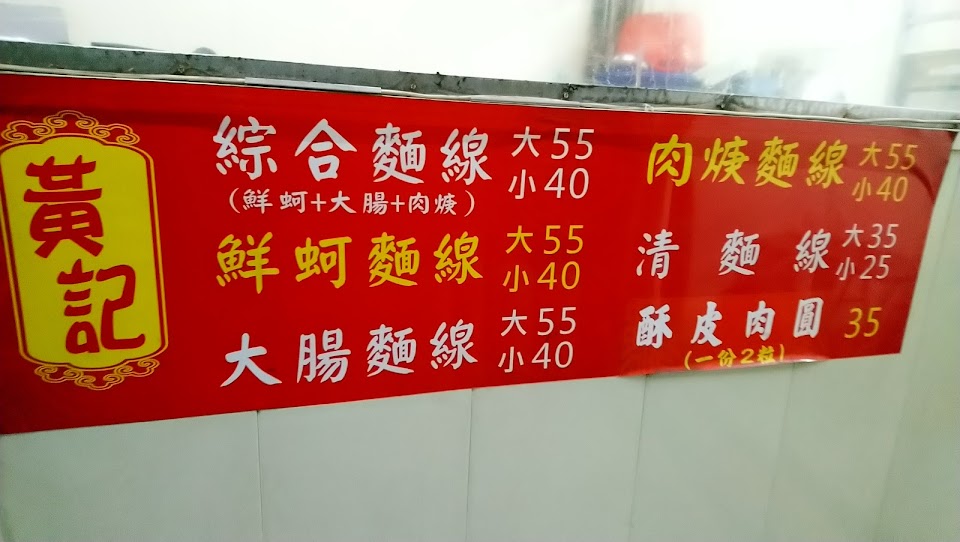 黃記
綜合麵線 大55 小40
(鮮蚵+大腸+肉焿)
鮮蚵麵線 大55 小40
大腸麵線 大55 小40
肉焿麵線 大55 小40
清麵線 大35 小25
酥皮肉圓 35
(一份2粒)